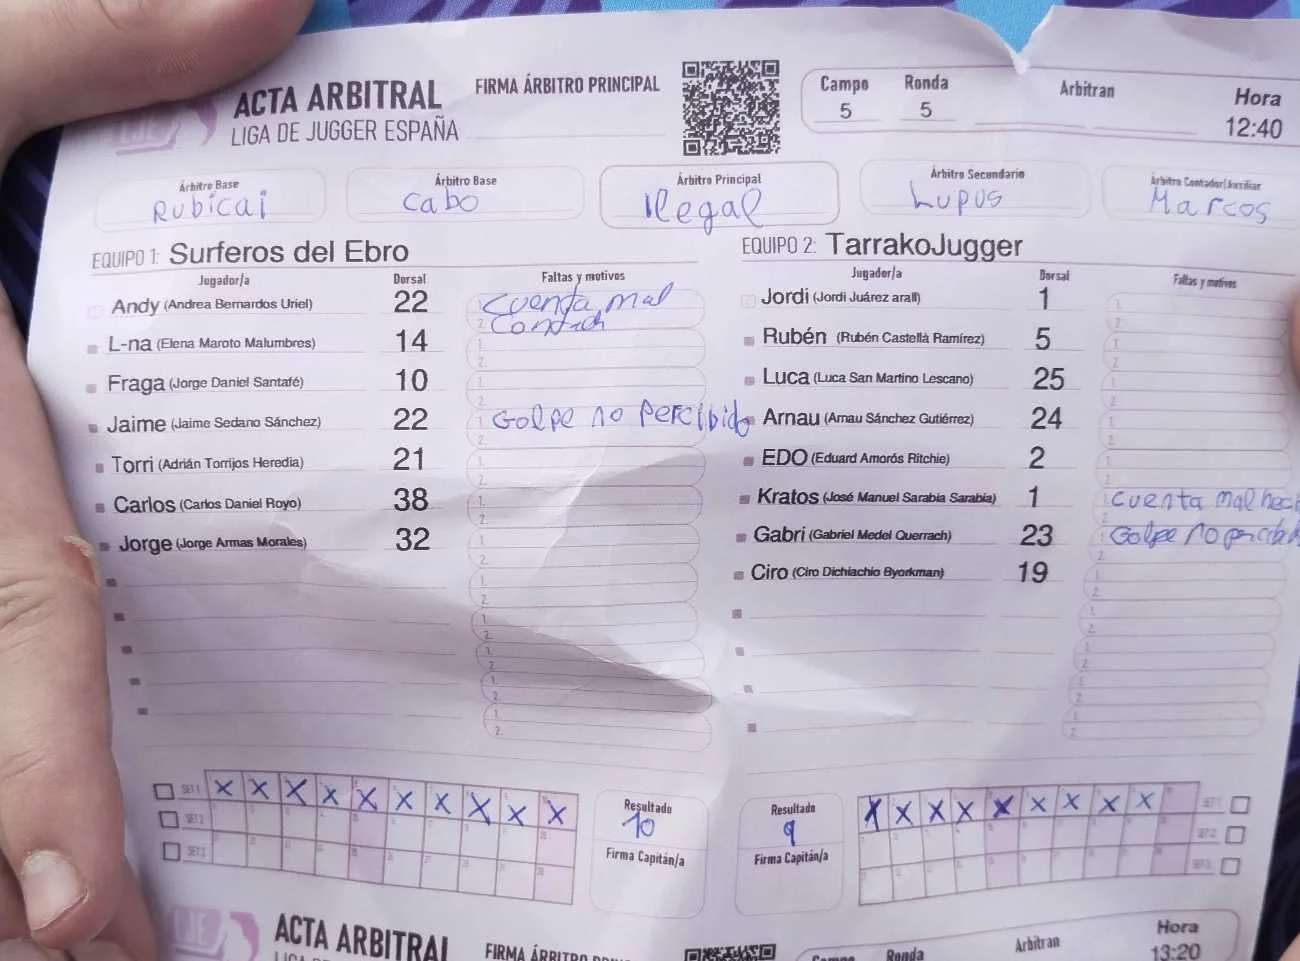 ACTA ARBITRAL
LIGA DE JUGGER ESPAÑA
FIRMA ÁRBITRO PRINCIPAL
Campo Ronda Arbitran Hora
5 5 12:40
Árbitro Base Árbitro Base Árbitro Principal Árbitro Secundario Árbitro Contador/Auxiliar
Rubicai Cabo Ilegal Lupus Marcos
EQUIPO 1: Surferos del Ebro
Jugador/a Dorsal Faltas y motivos
Andy (Andrea Bernardos Uriel) 22 Cuenta mal
L-na (Elena Maroto Malumbres) 14
Fraga (Jorge Daniel Santafé) 10
Jaime (Jaime Sedano Sánchez) 22 Golpe no percibido
Torri (Adrián Torrijos Heredia) 21
Carlos (Carlos Daniel Royo) 38
Jorge (Jorge Armas Morales) 32
EQUIPO 2: TarrakoJugger
Jugador/a Dorsal Faltas y motivos
Jordi (Jordi Juárez arall) 1
Rubén (Rubén Castellà Ramírez) 5
Luca (Luca San Martino Lescano) 25
Arnau (Arnau Sánchez Gutiérrez) 24
EDO (Eduard Amorós Ritchie) 2
Kratos (José Manuel Sarabia Sarabia) 1 Cuenta mal hec
Gabri (Gabriel Medel Querrach) 23 Golpe no
Ciro (Ciro Dichiachio Byorkman) 19
SET 1 X X X X X X X X X X
SET 2
SET 3
Resultado
10
Firma Capitán/a
Resultado
9
Firma Capitán/a
X X X X X X X X X SET 1
SET 2
SET 3
LJE
ACTA ARBITRAL
FIRMA ÁRBITRO
Campo Ronda Arbitran Hora
13:20